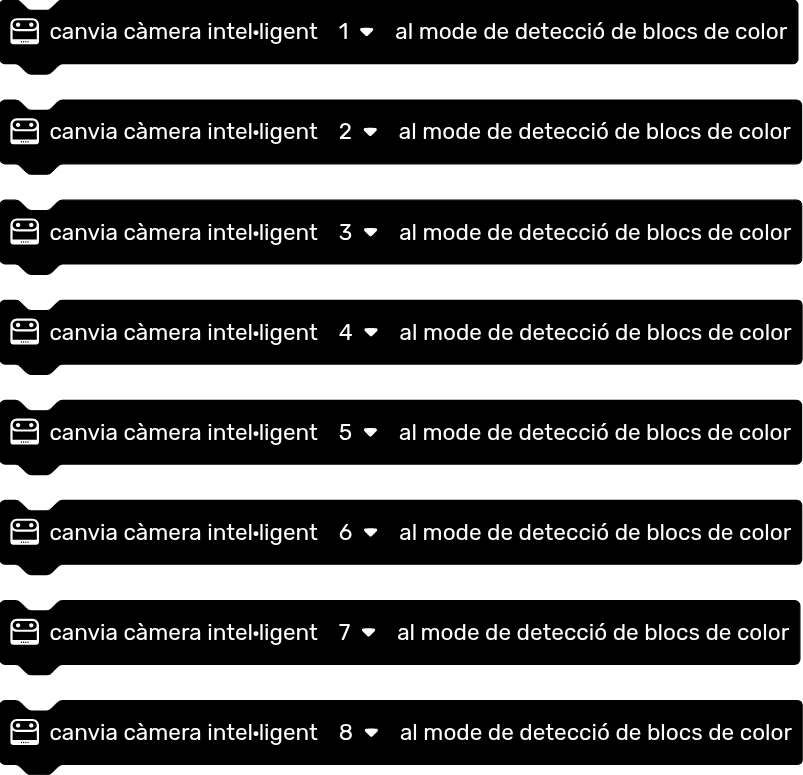 canvia càmera intel·ligent 1 al mode de detecció de blocs de color
canvia càmera intel·ligent 2 al mode de detecció de blocs de color
canvia càmera intel·ligent 3 al mode de detecció de blocs de color
canvia càmera intel·ligent 4 al mode de detecció de blocs de color
canvia càmera intel·ligent 5 al mode de detecció de blocs de color
canvia càmera intel·ligent 6 al mode de detecció de blocs de color
canvia càmera intel·ligent 7 al mode de detecció de blocs de color
canvia càmera intel·ligent 8 al mode de detecció de blocs de color